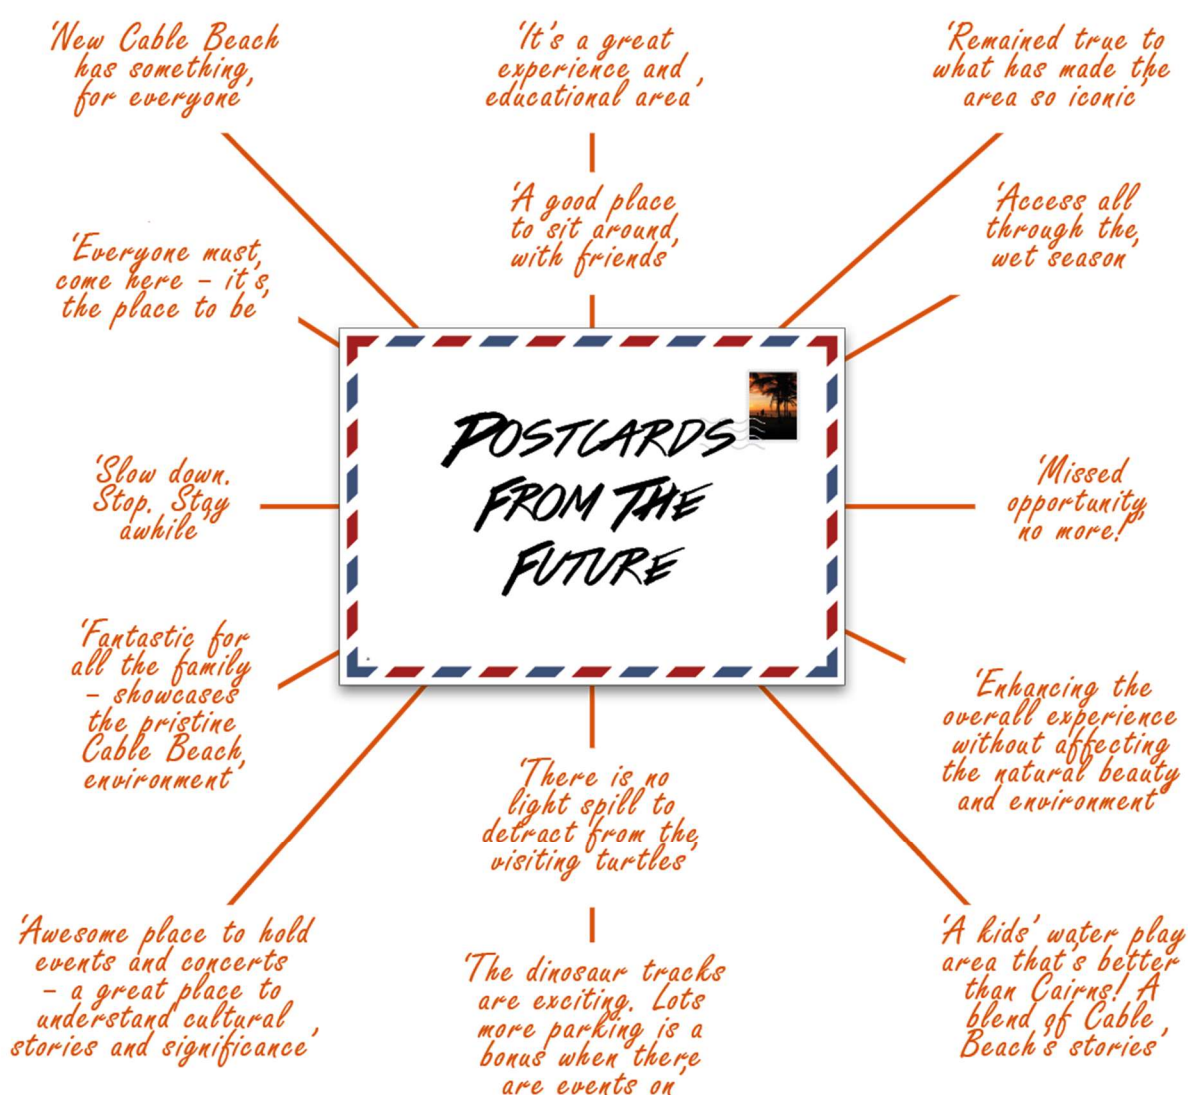 'New Cable Beach
has something
for everyone'
'It's a great
experience and
educational area'
'Remained true to
what has made the
area so iconic'
'A good place
to sit around
with friends'
'Access all
through the
wet season'
'Everyone must
come here – it's
the place to be'
POSTCARDS
FROM THE
FUTURE
'Slow down.
Stop. Stay
awhile'
'Missed
opportunity
no more!'
'Fantastic for
all the family
– showcases
the pristine
Cable Beach
environment'
'Enhancing the
overall experience
without affecting
the natural beauty
and environment'
'There is no
light spill to
detract from the
visiting turtles'
'Awesome place to hold
events and concerts
– a great place to
understand cultural
stories and significance'
'The dinosaur tracks
are exciting. Lots
more parking is a
bonus when there
are events on'
'A kids' water play
area that's better
than Cairns! A
blend of Cable
Beach's stories'